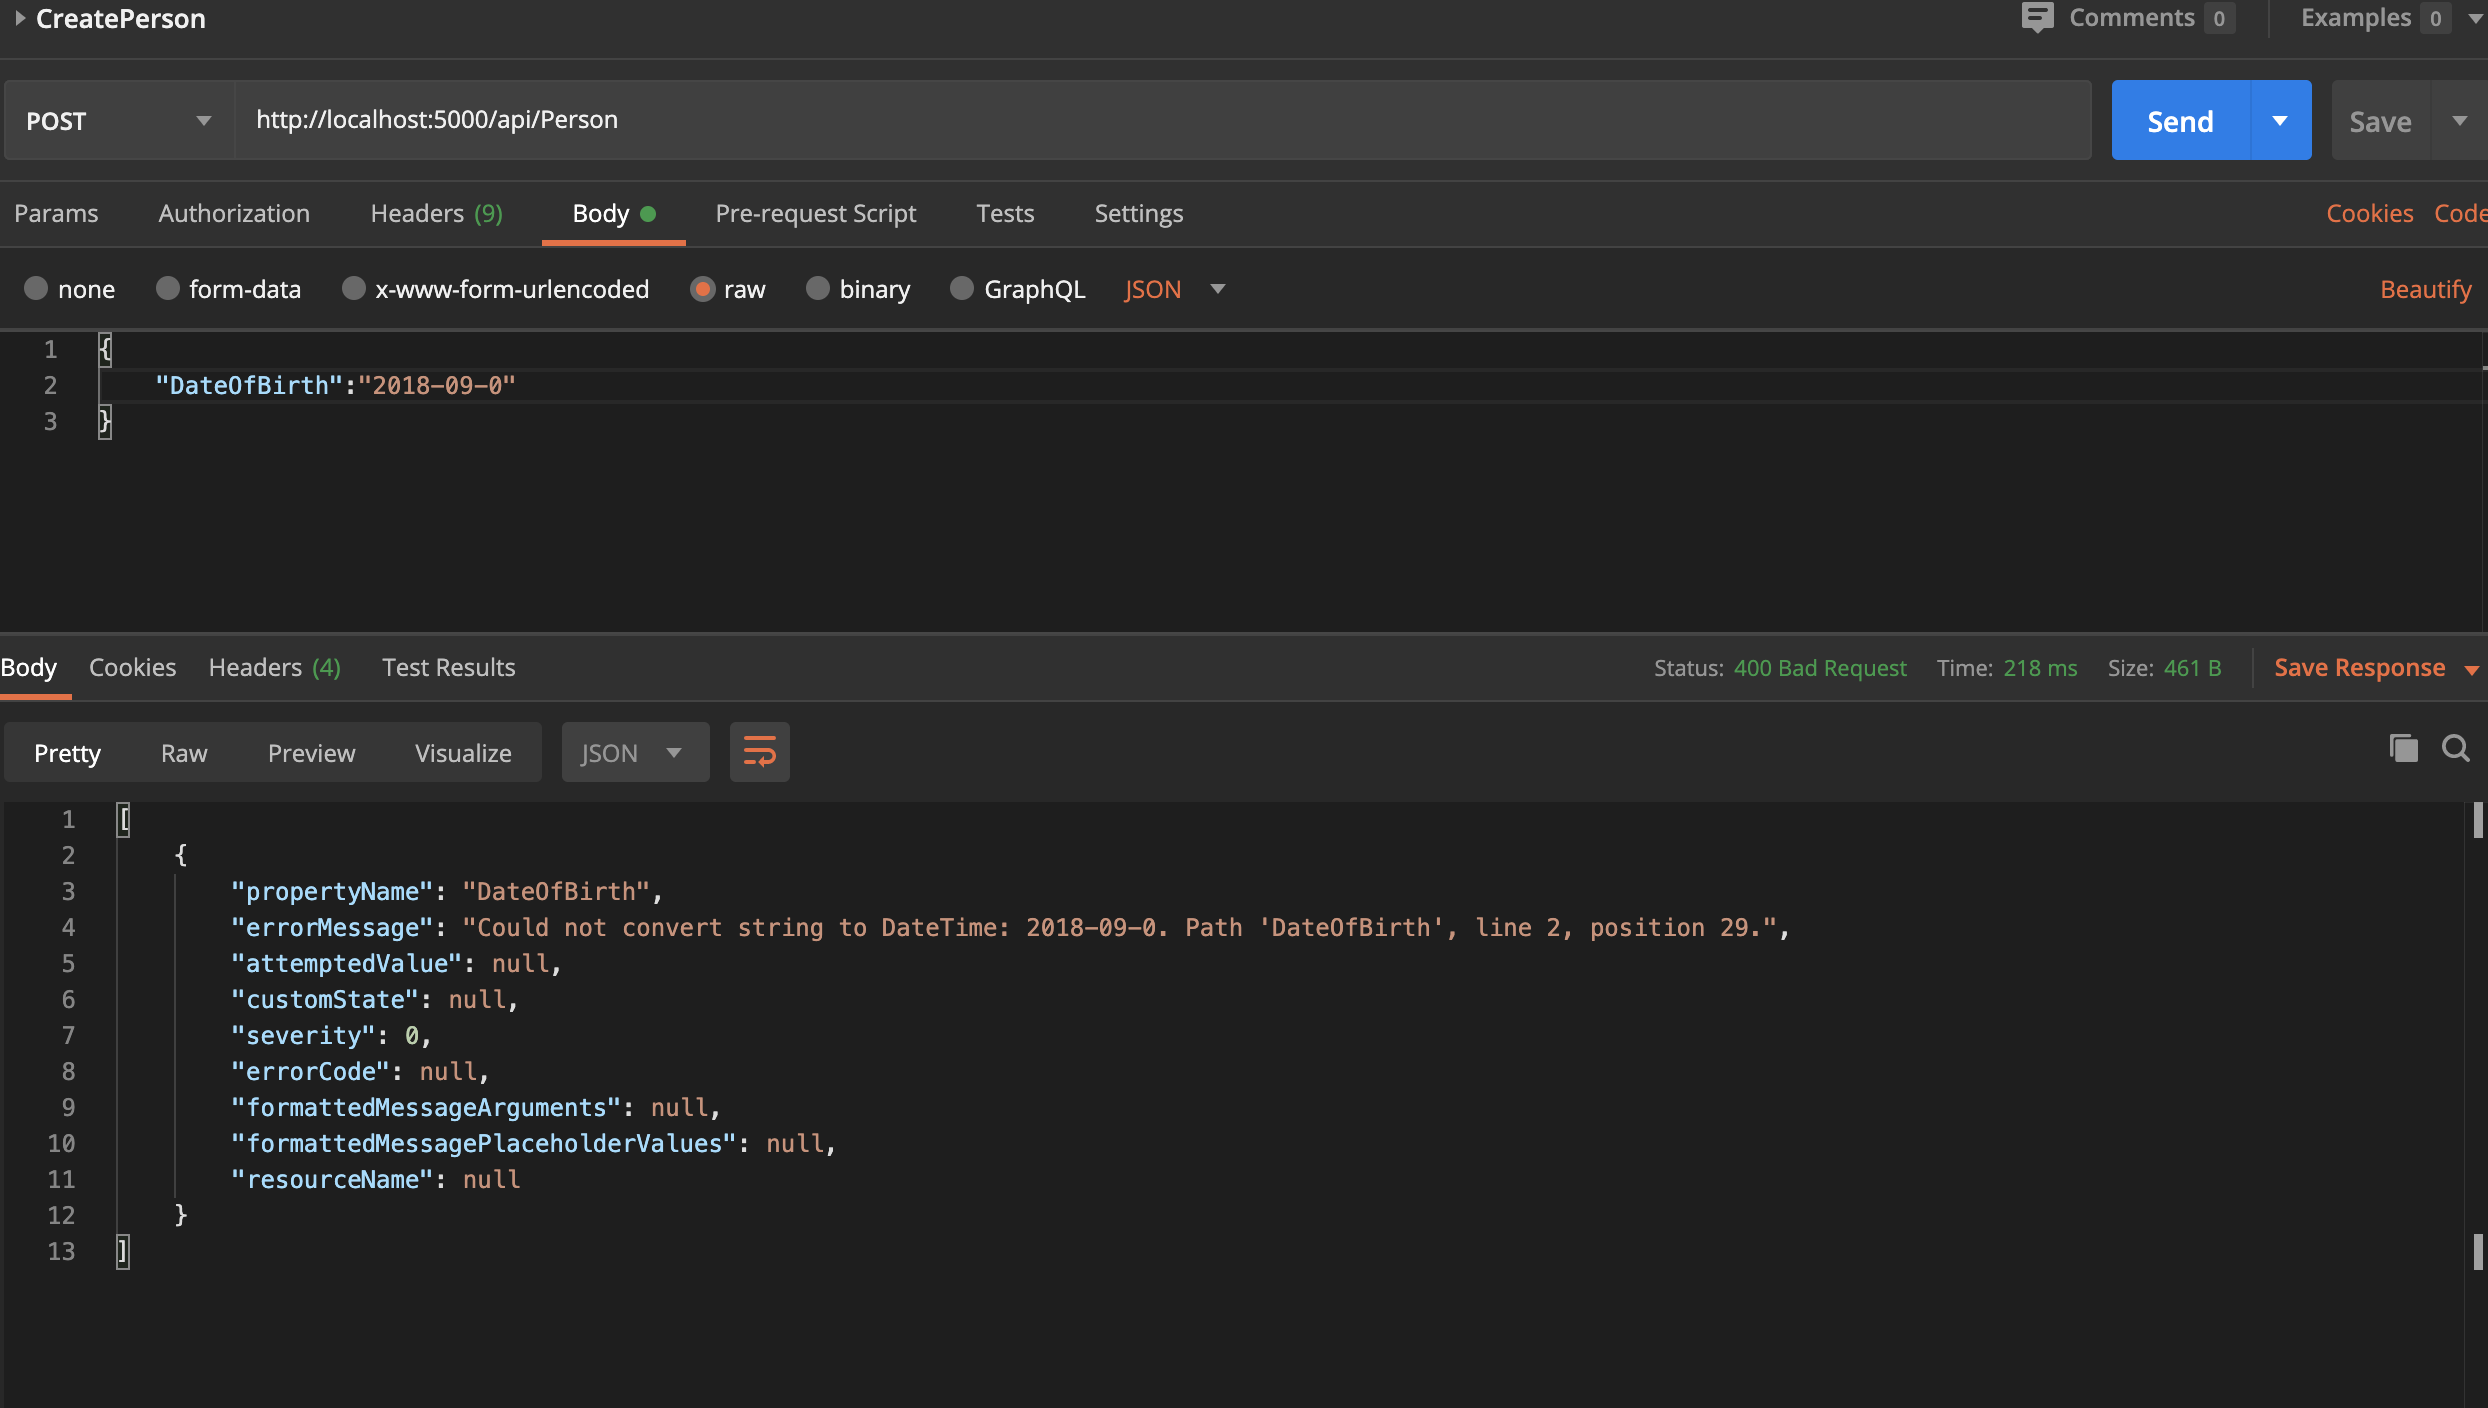 CreatePerson Comments 0 Examples 0
POST http://localhost:5000/api/Person Send Save
Params Authorization Headers (9) Body Pre-request Script Tests Settings Cookies Code
none form-data x-www-form-urlencoded raw binary GraphQL JSON Beautify
1 {
2 "DateOfBirth":"2018-09-0"
3 }
Body Cookies Headers (4) Test Results Status: 400 Bad Request Time: 218 ms Size: 461 B Save Response
Pretty Raw Preview Visualize JSON
1 [
2 {
3 "propertyName": "DateOfBirth",
4 "errorMessage": "Could not convert string to DateTime: 2018-09-0. Path 'DateOfBirth', line 2, position 29.",
5 "attemptedValue": null,
6 "customState": null,
7 "severity": 0,
8 "errorCode": null,
9 "formattedMessageArguments": null,
10 "formattedMessagePlaceholderValues": null,
11 "resourceName": null
12 }
13 ]